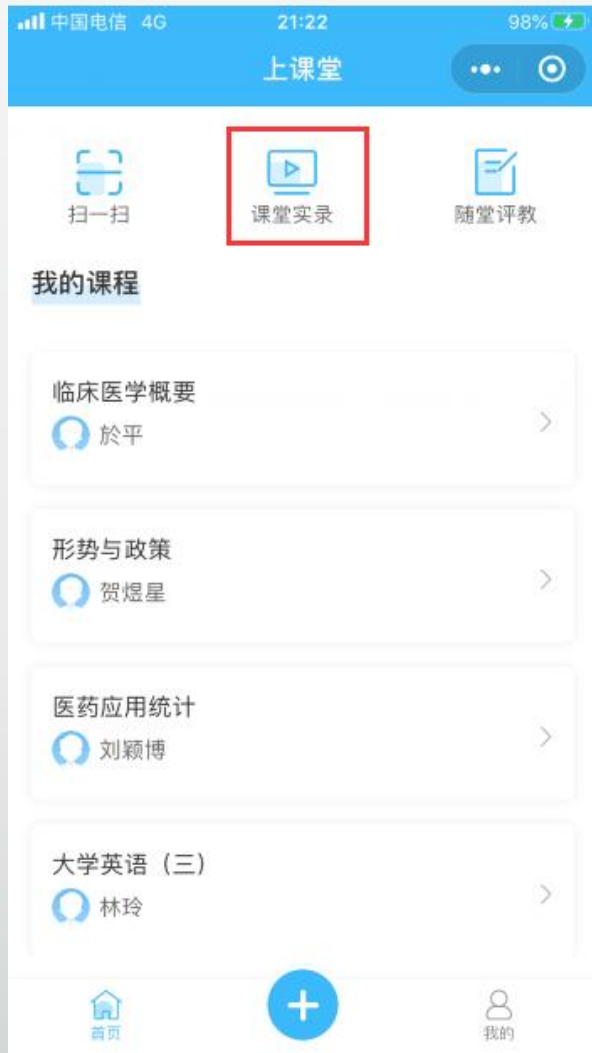 中国电信 4G 21:22 98%
上课堂
扫一扫 课堂实录 随堂评教
我的课程
临床医学概要
於平
形势与政策
贺煜星
医药应用统计
刘颖博
大学英语（三）
林玲
首页 我的